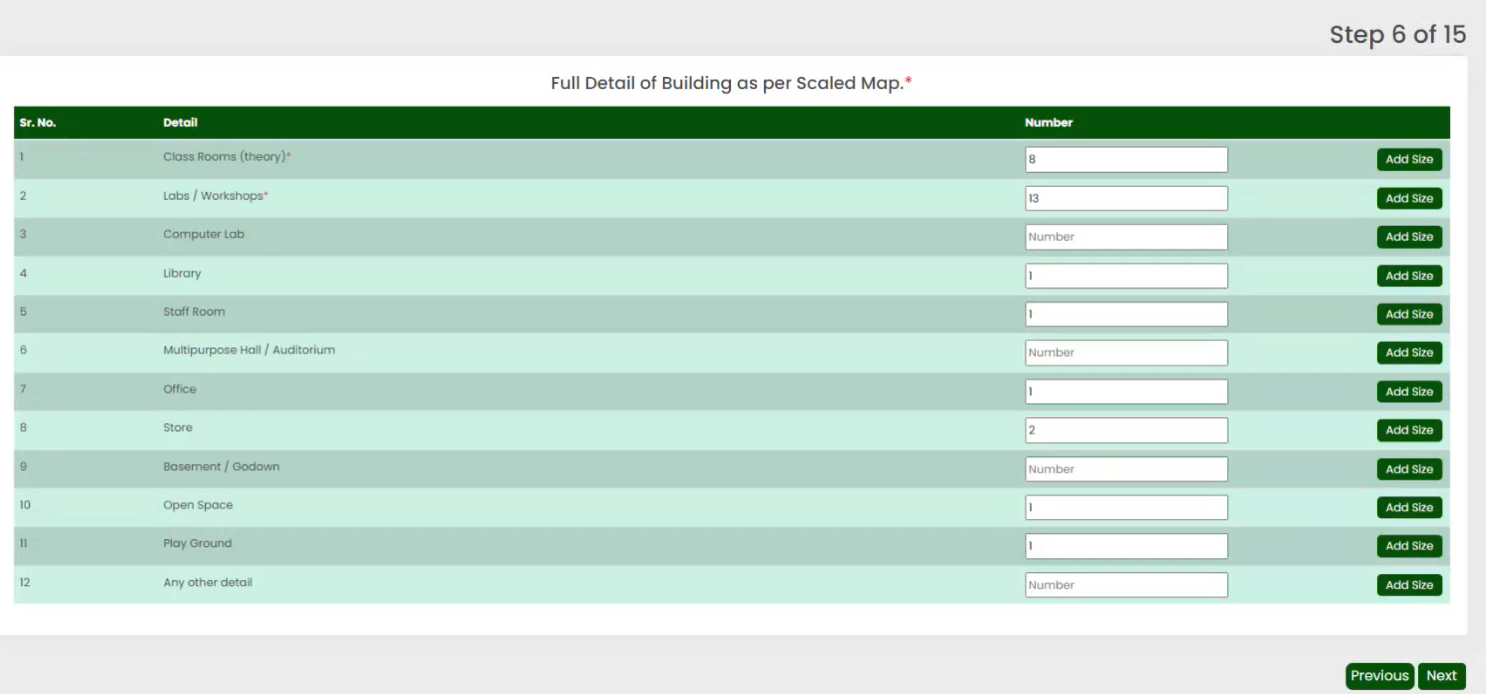 Step 6 of 15
Full Detail of Building as per Scaled Map.*
Sr. No. Detail Number
1 Class Rooms (theory)* 8 Add Size
2 Labs / Workshops* 13 Add Size
3 Computer Lab Number Add Size
4 Library 1 Add Size
5 Staff Room 1 Add Size
6 Multipurpose Hall / Auditorium Number Add Size
7 Office 1 Add Size
8 Store 2 Add Size
9 Basement / Godown Number Add Size
10 Open Space 1 Add Size
11 Play Ground 1 Add Size
12 Any other detail Number Add Size
Previous Next